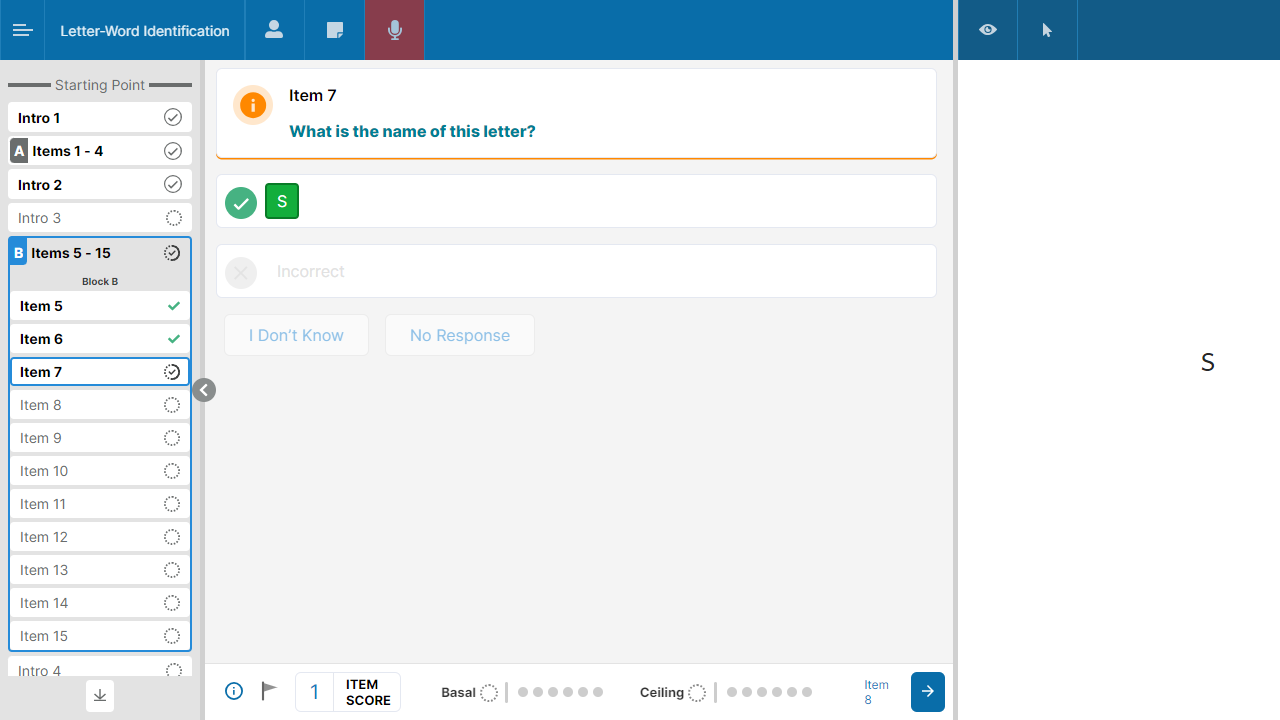 Letter-Word Identification
Starting Point
Intro 1
A Items 1 - 4
Intro 2
Intro 3
B Items 5 - 15
Block B
Item 5
Item 6
Item 7
Item 8
Item 9
Item 10
Item 11
Item 12
Item 13
Item 14
Item 15
Intro 4
Item 7
What is the name of this letter?
S
Incorrect
I Don't Know No Response
1 ITEM SCORE
Basal
Ceiling
Item 8
S